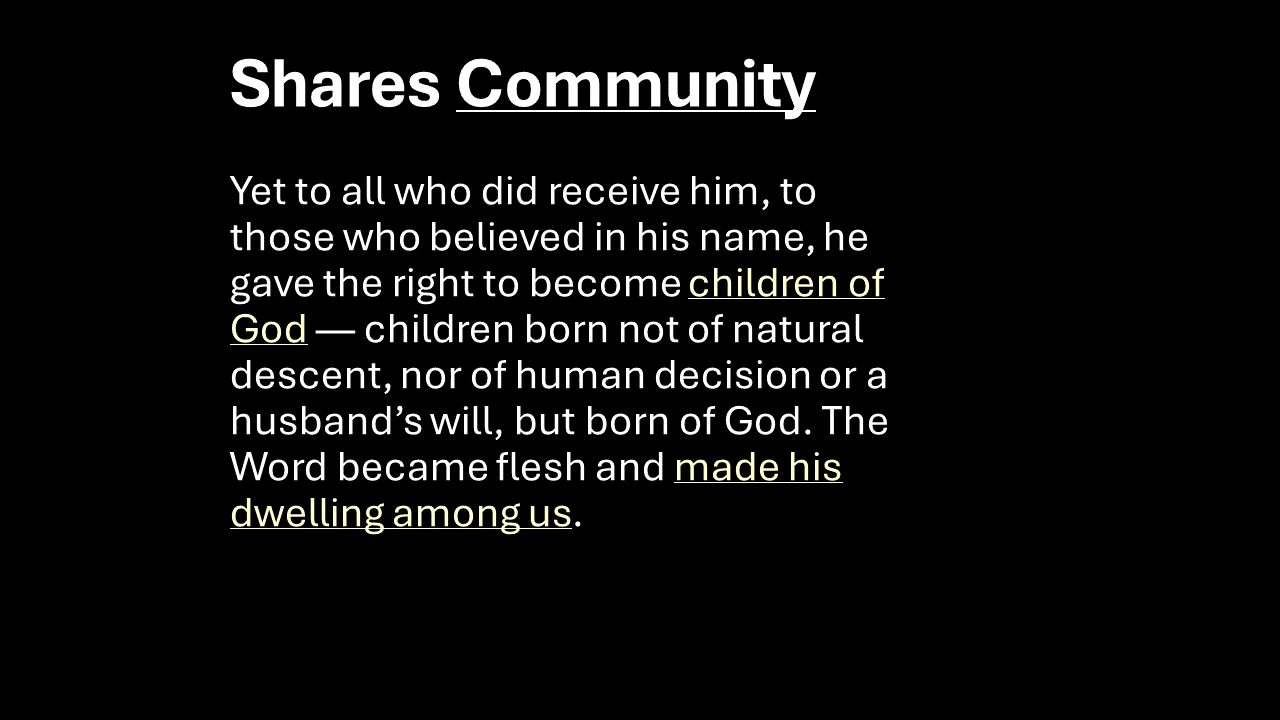 Shares Community
Yet to all who did receive him, to
those who believed in his name, he
gave the right to become children of
God — children born not of natural
descent, nor of human decision or a
husband’s will, but born of God. The
Word became flesh and made his
dwelling among us.